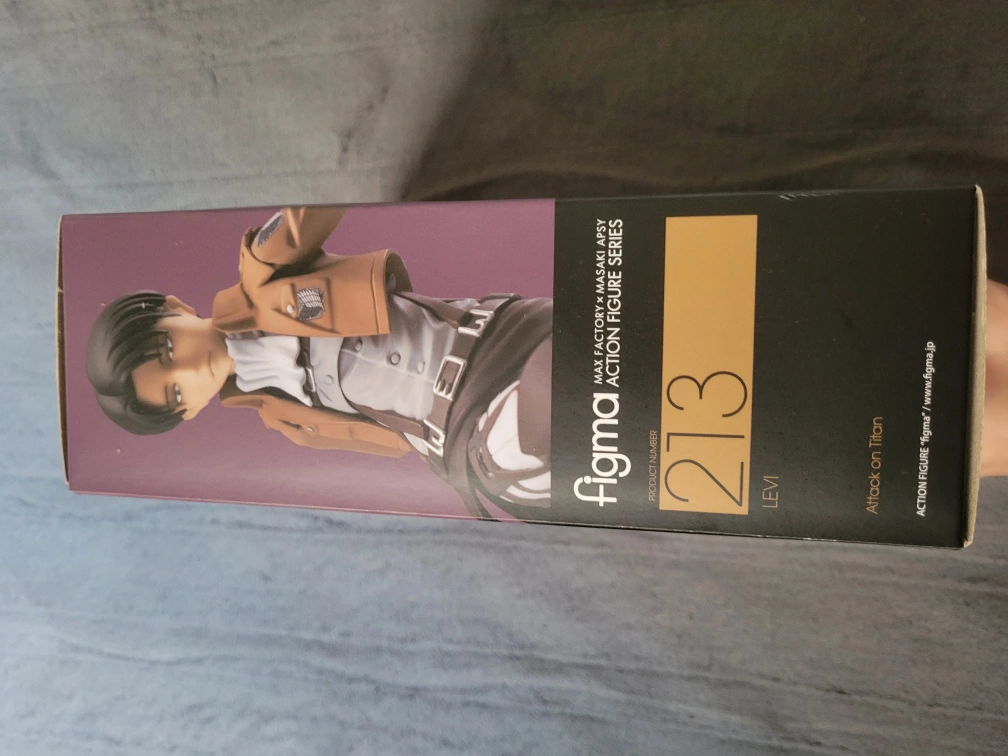 figma
MAX FACTORY × MASAKI APSY
ACTION FIGURE SERIES
PRODUCT NUMBER
213
LEVI
Attack on Titan
ACTION FIGURE "figma" / www.figma.jp